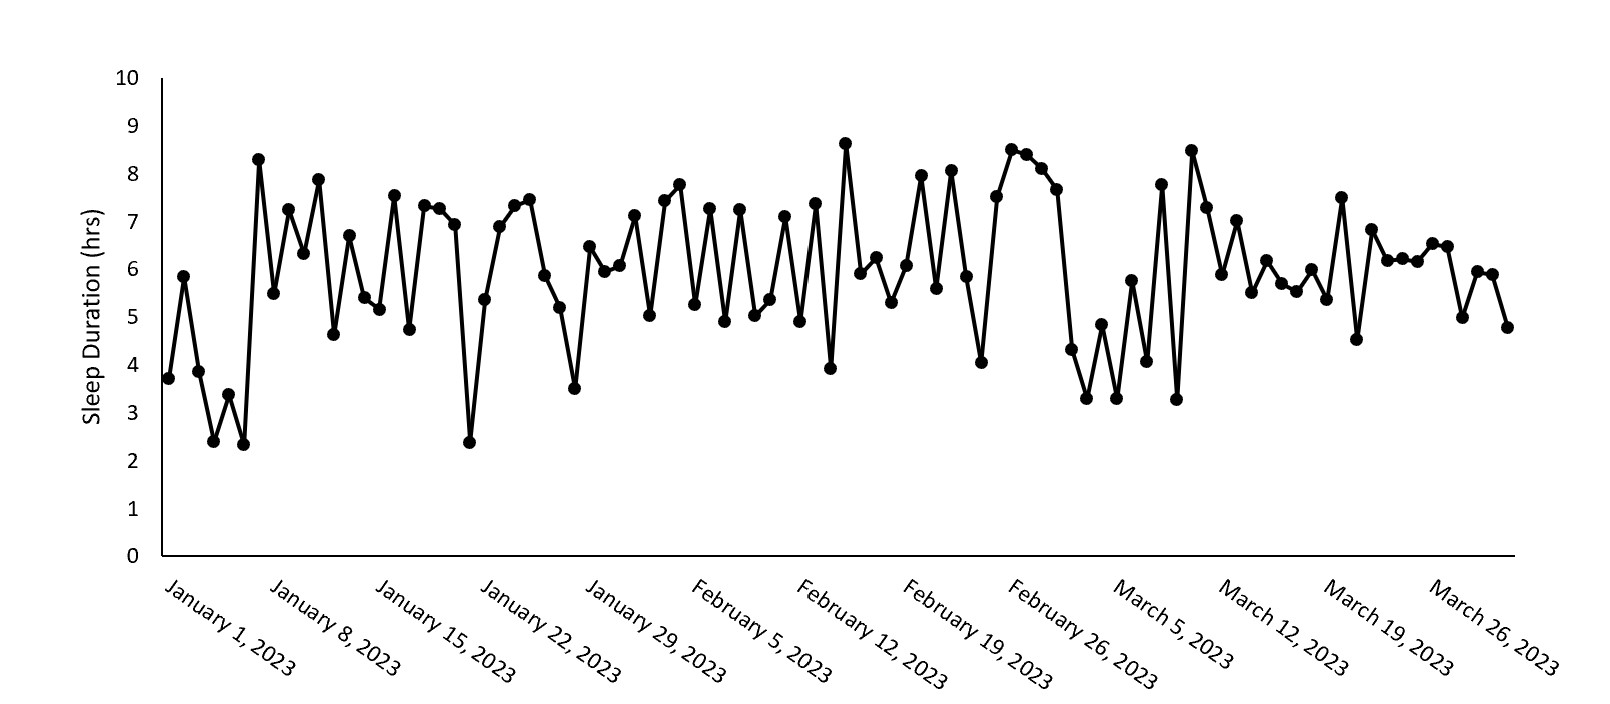 10
9
8
7
6
5
4
3
2
1
0
Sleep Duration (hrs)
January 1, 2023
January 8, 2023
January 15, 2023
January 22, 2023
January 29, 2023
February 5, 2023
February 12, 2023
February 19, 2023
February 26, 2023
March 5, 2023
March 12, 2023
March 19, 2023
March 26, 2023